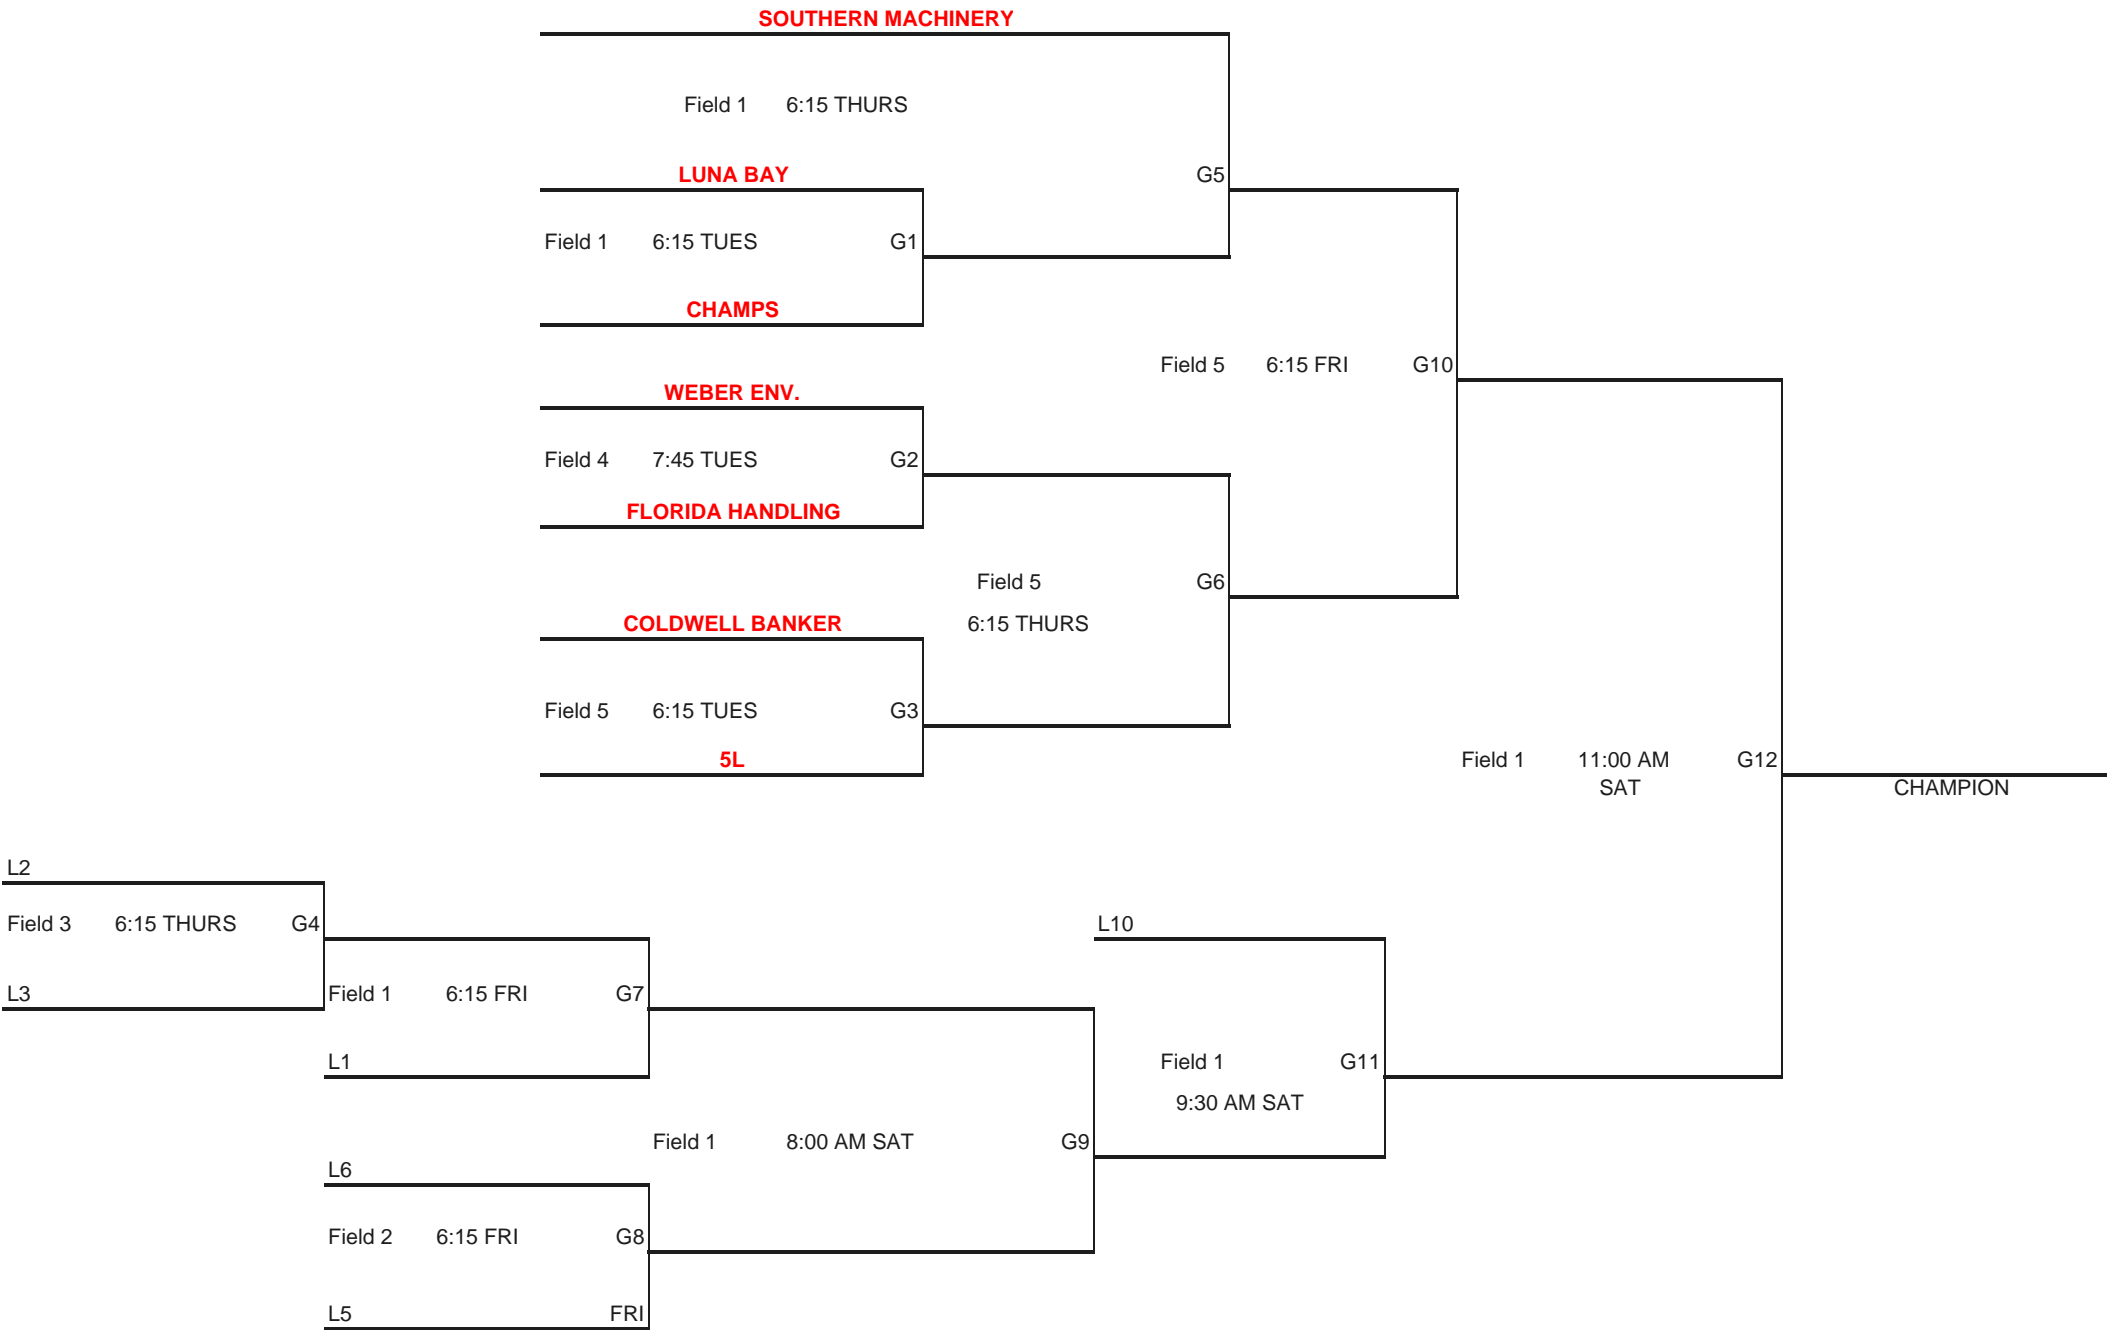 SOUTHERN MACHINERY
Field 1 6:15 THURS
LUNA BAY G5
Field 1 6:15 TUES G1
CHAMPS
Field 5 6:15 FRI G10
WEBER ENV.
Field 4 7:45 TUES G2
FLORIDA HANDLING
Field 5 G6
COLDWELL BANKER 6:15 THURS
Field 5 6:15 TUES G3
5L Field 1 11:00 AM G12
SAT CHAMPION
L2
Field 3 6:15 THURS G4 L10
L3 Field 1 6:15 FRI G7
L1 Field 1 G11
9:30 AM SAT
Field 1 8:00 AM SAT G9
L6
Field 2 6:15 FRI G8
L5 FRI